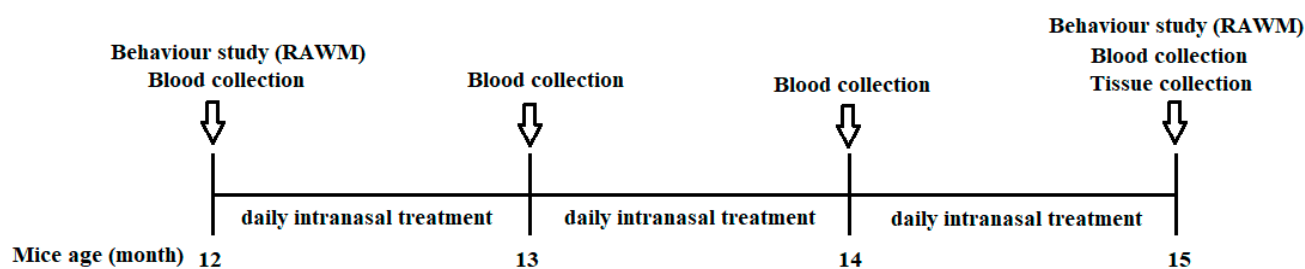 Behaviour study (RAWM)
Blood collection
Blood collection
Blood collection
Behaviour study (RAWM)
Blood collection
Tissue collection
daily intranasal treatment
daily intranasal treatment
daily intranasal treatment
Mice age (month) 12 13 14 15